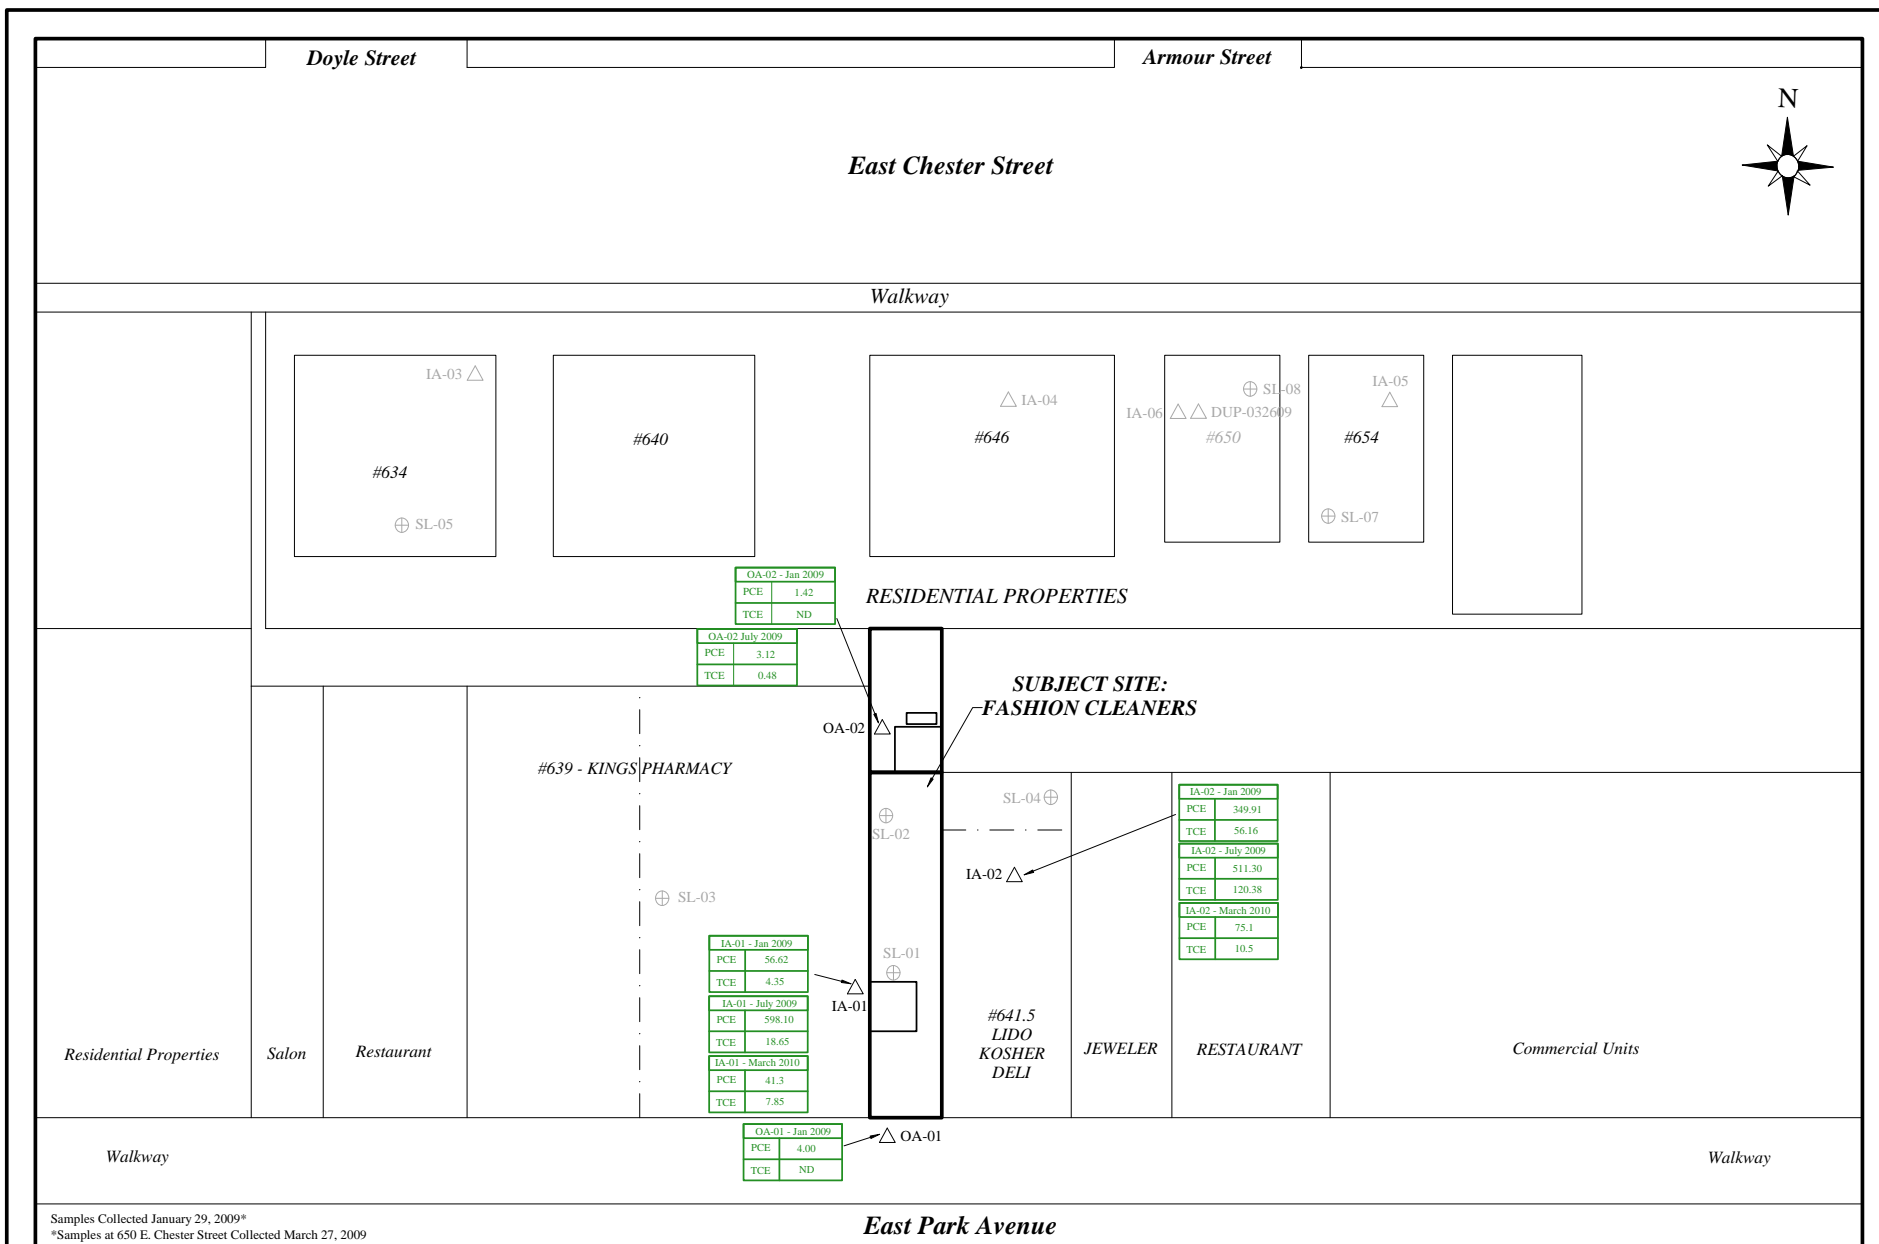 Doyle Street
Armour Street
N
East Chester Street
Walkway
IA-03
IA-04
SL-08
IA-05
IA-06
DUP-032609
#634
#640
#646
#650
#654
SL-05
SL-07
OA-02 - Jan 2009
PCE 1.42
TCE ND
RESIDENTIAL PROPERTIES
OA-02 July 2009
PCE 3.12
TCE 0.48
SUBJECT SITE:
FASHION CLEANERS
OA-02
#639 - KINGS PHARMACY
SL-04
SL-02
IA-02 - Jan 2009
PCE 349.91
TCE 56.16
IA-02 - July 2009
PCE 511.30
TCE 120.38
IA-02 - March 2010
PCE 75.1
TCE 10.5
IA-02
SL-03
SL-01
IA-01 - Jan 2009
PCE 56.62
TCE 4.35
IA-01 - July 2009
PCE 598.10
TCE 18.65
IA-01 - March 2010
PCE 41.3
TCE 7.85
IA-01
Residential Properties
Salon
Restaurant
#641.5
LIDO
KOSHER
DELI
JEWELER
RESTAURANT
Commercial Units
OA-01 - Jan 2009
PCE 4.00
TCE ND
OA-01
Walkway
Walkway
Samples Collected January 29, 2009*
*Samples at 650 E. Chester Street Collected March 27, 2009
East Park Avenue